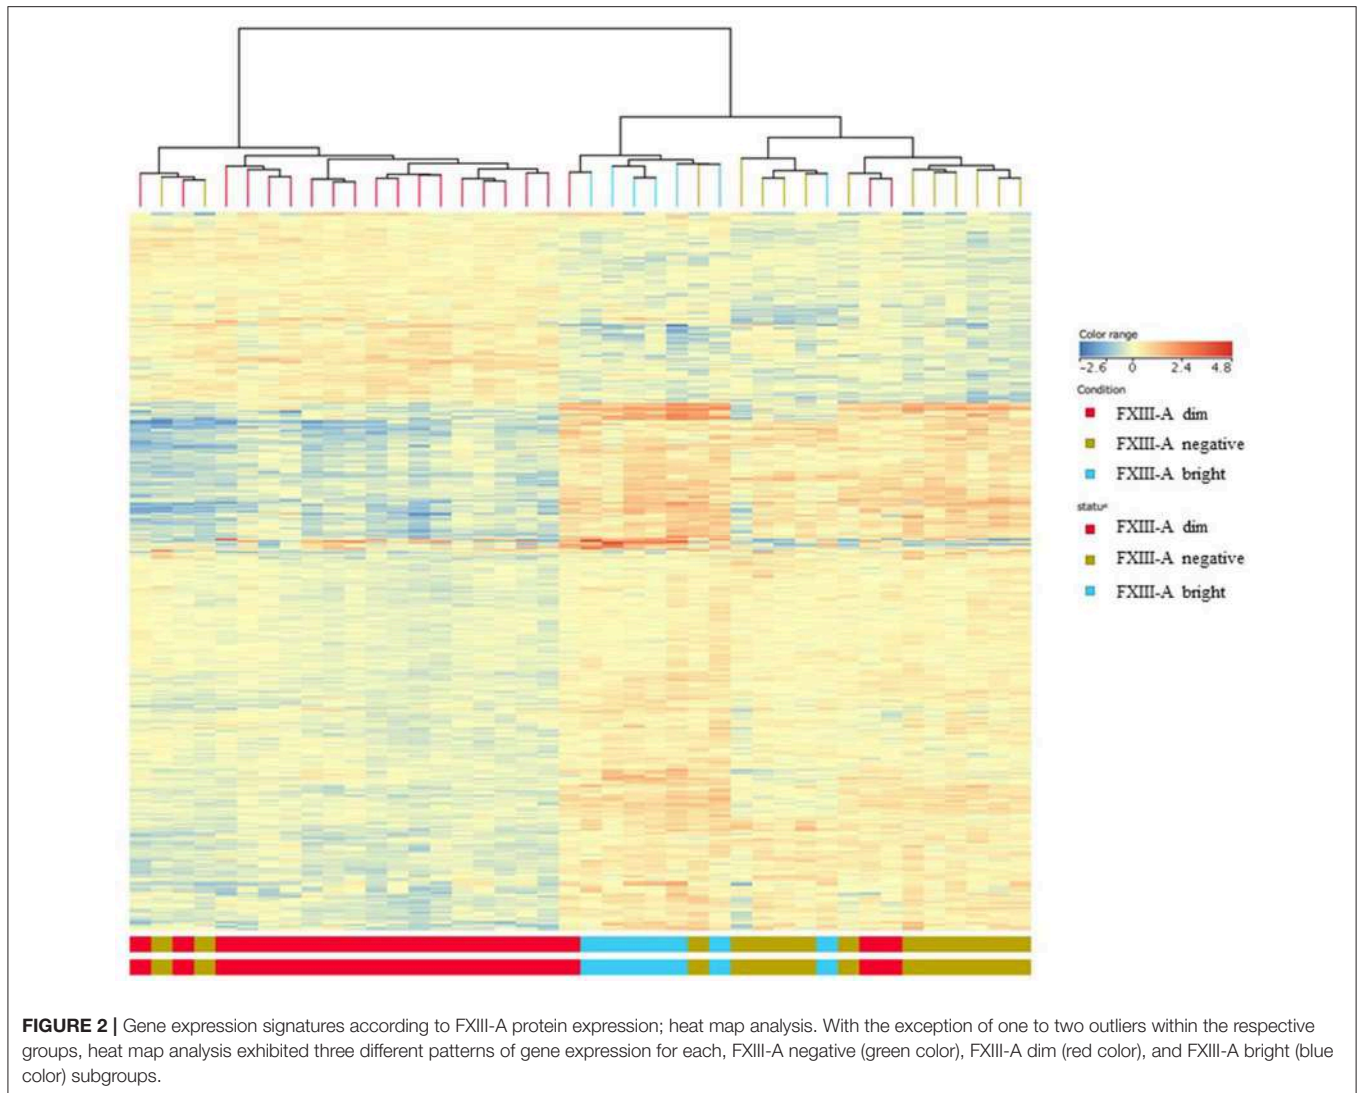 Color range
-2.6 0 2.4 4.8
Condition
FXIII-A dim
FXIII-A negative
FXIII-A bright
status
FXIII-A dim
FXIII-A negative
FXIII-A bright
FIGURE 2 | Gene expression signatures according to FXIII-A protein expression; heat map analysis. With the exception of one to two outliers within the respective
groups, heat map analysis exhibited three different patterns of gene expression for each, FXIII-A negative (green color), FXIII-A dim (red color), and FXIII-A bright (blue
color) subgroups.